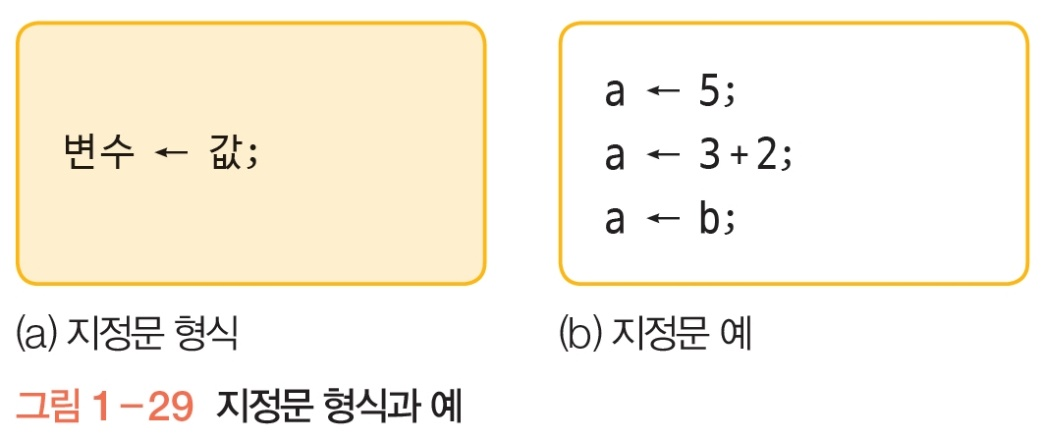 변수 ← 값;
a ← 5;
a ← 3+2;
a ← b;
(a) 지정문 형식
(b) 지정문 예
그림 1-29 지정문 형식과 예